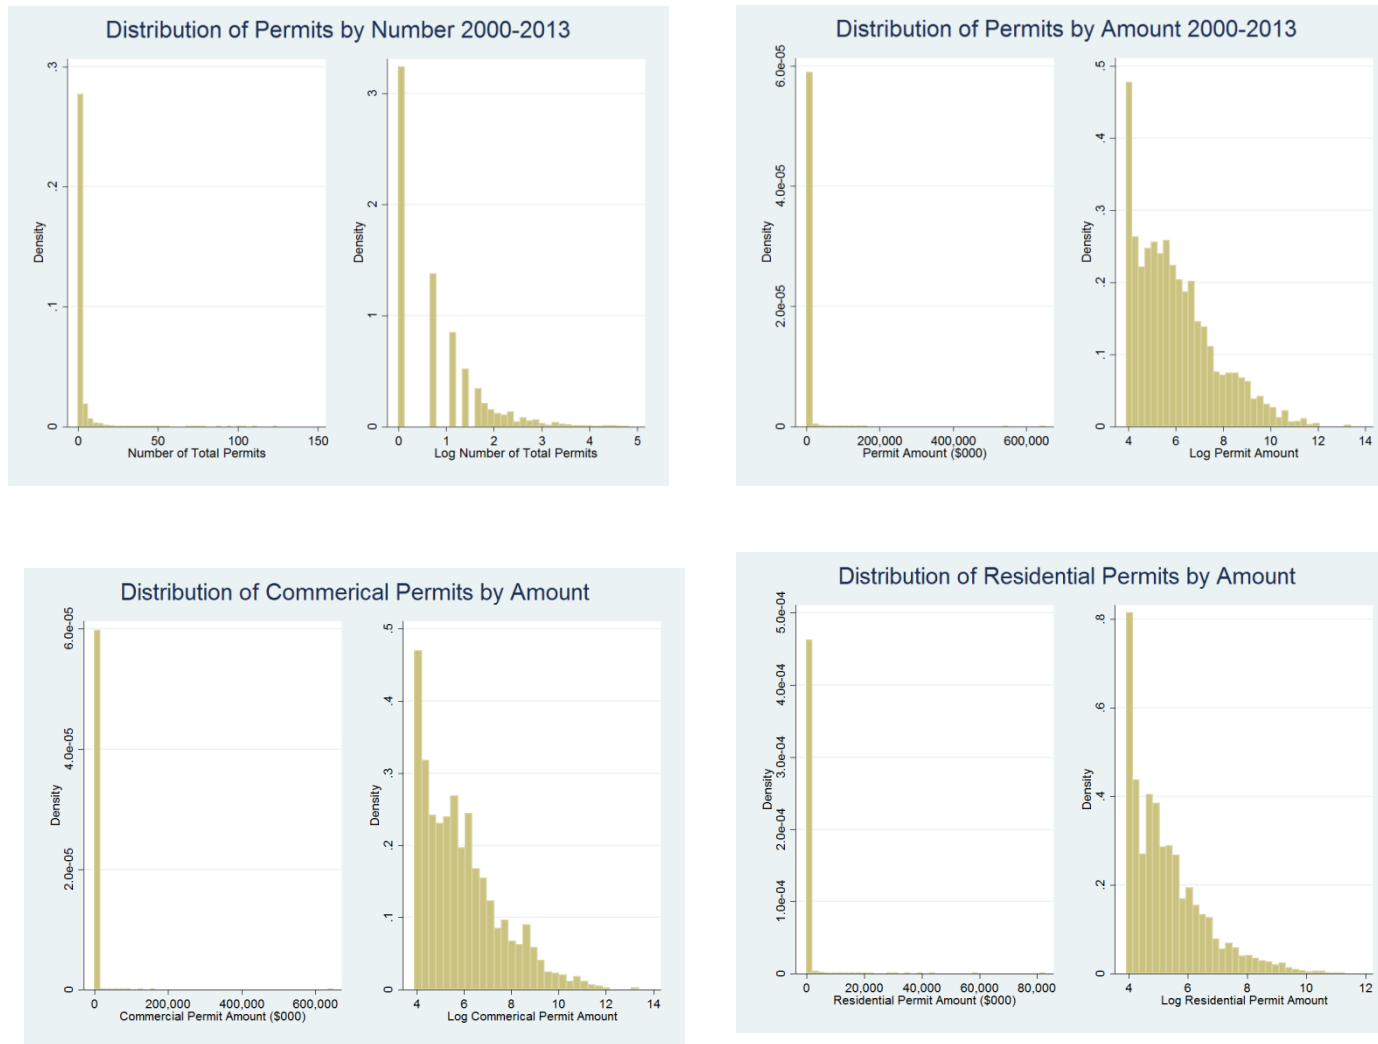 Distribution of Permits by Number 2000-2013
Density
0
.1
.2
.3
0
50
100
150
Number of Total Permits
Density
0
1
2
3
0
1
2
3
4
5
Log Number of Total Permits
Distribution of Permits by Amount 2000-2013
Density
0
2.0e-05
4.0e-05
6.0e-05
0
200,000
400,000
600,000
Permit Amount ($000)
Density
0
.1
.2
.3
.4
.5
4
6
8
10
12
14
Log Permit Amount
Distribution of Commerical Permits by Amount
Density
0
2.0e-05
4.0e-05
6.0e-05
0
200,000
400,000
600,000
Commercial Permit Amount ($000)
Density
0
.1
.2
.3
.4
.5
4
6
8
10
12
14
Log Commerical Permit Amount
Distribution of Residential Permits by Amount
Density
0
1.0e-04
2.0e-04
3.0e-04
4.0e-04
5.0e-04
0
20,000
40,000
60,000
80,000
Residential Permit Amount ($000)
Density
0
.2
.4
.6
.8
4
6
8
10
12
Log Residential Permit Amount